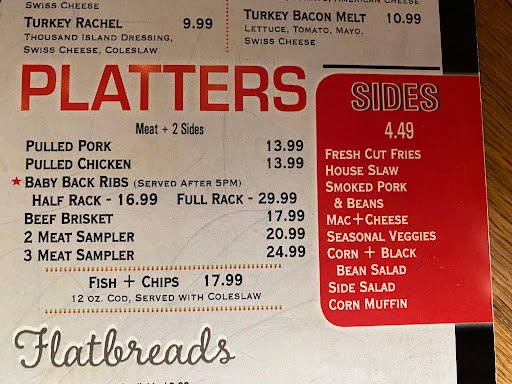 Swiss Cheese
American Cheese
Turkey Rachel 9.99
Thousand Island Dressing,
Swiss Cheese, Coleslaw
Turkey Bacon Melt 10.99
Lettuce, Tomato, Mayo,
Swiss Cheese
PLATTERS
Meat + 2 Sides
Pulled Pork 13.99
Pulled Chicken 13.99
★ Baby Back Ribs (Served After 5pm)
Half Rack - 16.99 Full Rack - 29.99
Beef Brisket 17.99
2 Meat Sampler 20.99
3 Meat Sampler 24.99
Fish + Chips 17.99
12 oz. Cod, Served with Coleslaw
SIDES
4.49
Fresh Cut Fries
House Slaw
Smoked Pork
& Beans
Mac+Cheese
Seasonal Veggies
Corn + Black
Bean Salad
Side Salad
Corn Muffin
Flatbreads